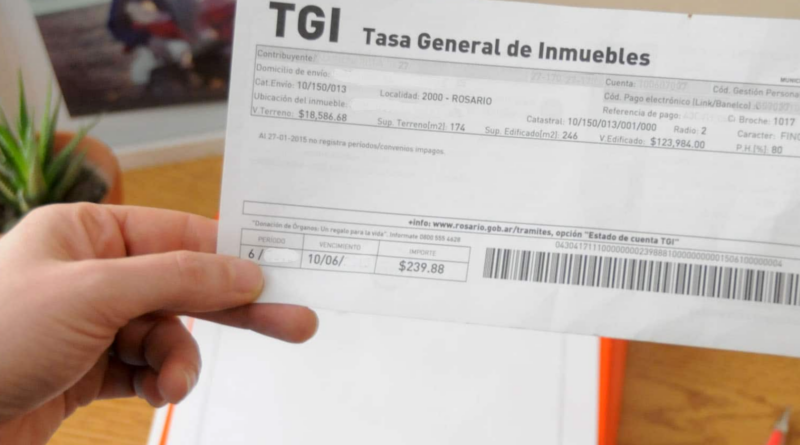 TGI Tasa General de Inmuebles
MUNICI
Contribuyente/
Domicilio de envío:
Cuenta:
Cód. Gestión Persona
Cat.Envío: 10/150/013
Localidad: 2000 - ROSARIO
Cód. Pago electrónico (Link/Banelco)
Ubicación del inmueble:
Referencia de pago:
Broche: 1017
V.Terreno: $18,586.68
Sup. Terreno(m2): 174
Catastral: 10/150/013/001/000
Radio: 2
Caracter: FINC
Sup. Edificado(m2): 246
V.Edificado: $123,984.00
P.H.(%): 80
Al 27-01-2015 no registra períodos/convenios impagos.
+info: www.rosario.gob.ar/tramites, opción "Estado de cuenta TGI"
"Donación de Órganos: Un regalo para la vida". Infórmate 0800 555 6628
PERÍODO VENCIMIENTO IMPORTE
6/ 10/06/ $239.88